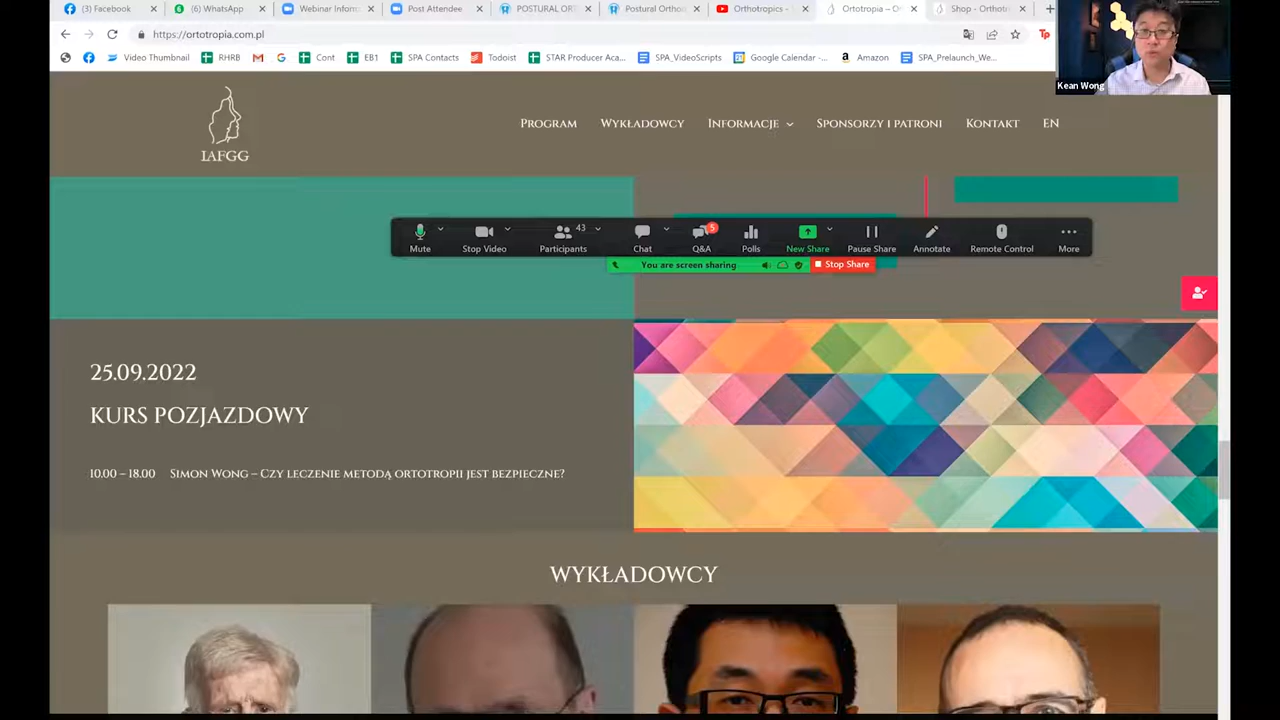 (3) Facebook
(6) WhatsApp
Webinar Inform
Post Attendee
POSTURAL ORT
Postural Ortho
Orthotropics -
Ortotropia – O
Shop - Orthotr
https://ortotropia.com.pl
Video Thumbnail
RHRB
Cont
EB1
SPA Contacts
Todoist
STAR Producer Aca...
SPA_VideoScripts
Google Calendar -...
Amazon
SPA_Prelaunch_We...
Kean Wong
IAFGG
Program
Wykładowcy
Informacje
Sponsorzy i patroni
Kontakt
EN
43
5
Mute
Stop Video
Participants
Chat
Q&A
Polls
New Share
Pause Share
Annotate
Remote Control
More
You are screen sharing
Stop Share
25.09.2022
KURS POZJAZDOWY
10.00 – 18.00 Simon Wong – Czy leczenie metodą ortotropii jest bezpieczne?
WYKŁADOWCY